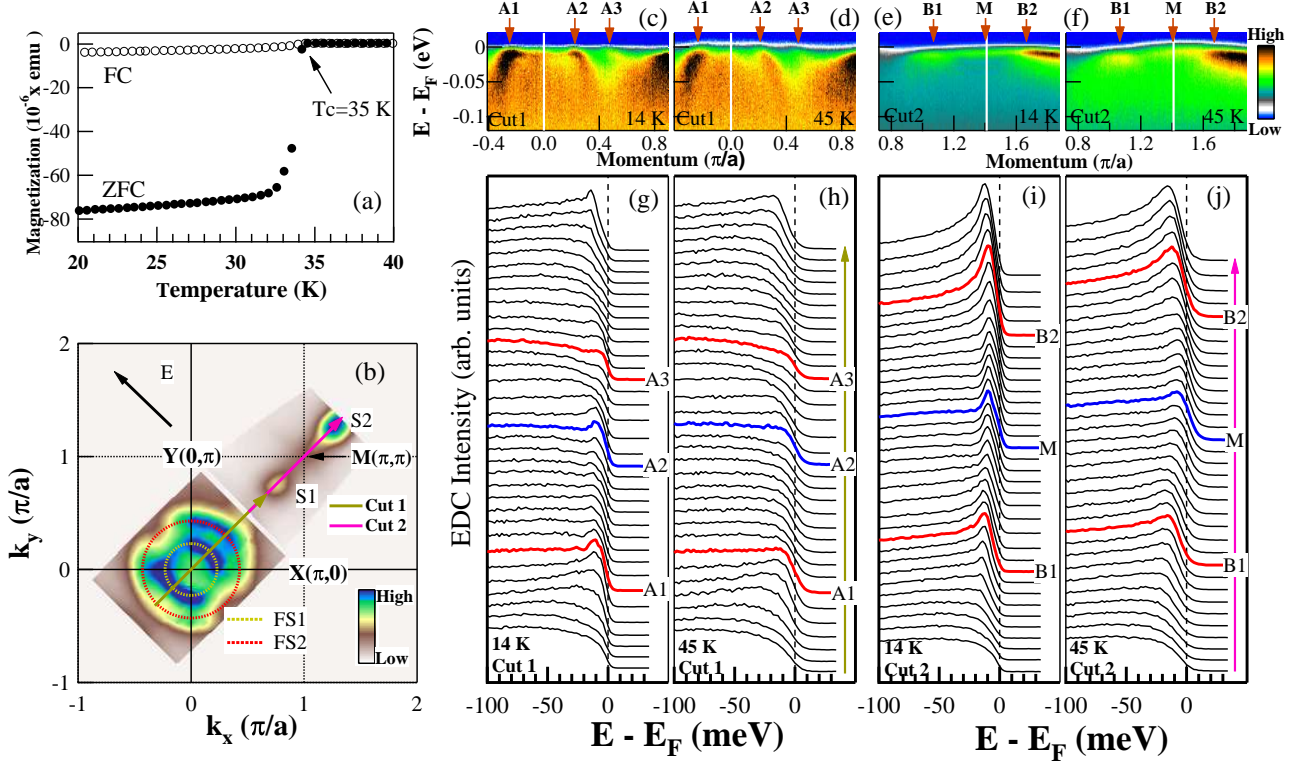 0
-20
-40
-60
-80
Magnetization (10⁻⁶x emu)
FC
Tc=35 K
ZFC
(a)
20 25 30 35 40
Temperature (K)
A1 A2 (c) A3
A1 A2 A3 (d)
(e) B1 M B2
(f) B1 M B2
0
-0.05
-0.1
E - E_F (eV)
Cut1 14 K
Cut1 45 K
Cut2 14 K
Cut2 45 K
High
Low
-0.4 0.0 0.4 0.8
0.0 0.4 0.8
0.8 1.2 1.6
0.8 1.2 1.6
Momentum (π/a)
Momentum (π/a)
2
1
0
-1
k_y (π/a)
E
(b)
S2
Y(0,π)
M(π,π)
S1
Cut 1
Cut 2
X(π,0)
FS1
FS2
High
Low
-1 0 1 2
k_x (π/a)
EDC Intensity (arb. units)
(g)
A3
A2
A1
14 K
Cut 1
(h)
A3
A2
A1
45 K
Cut 1
(i)
B2
M
B1
14 K
Cut 2
(j)
B2
M
B1
45 K
Cut 2
-100 -50 0
-100 -50 0
-100 -50 0
-100 -50 0
E - E_F (meV)
E - E_F (meV)